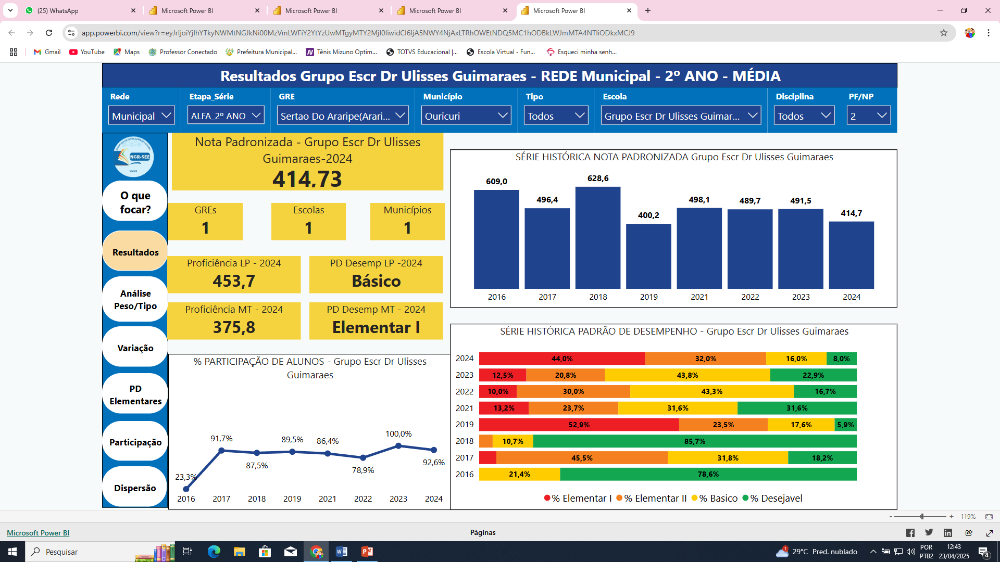 (25) WhatsApp
Microsoft Power BI
Microsoft Power BI
Microsoft Power BI
Microsoft Power BI
Gmail
YouTube
Maps
Professor Conectado
Prefeitura Municipal...
Tênis Mizuno Optim...
TOTVS Educacional |...
Escola Virtual - Fun...
Esqueci minha senh...
Resultados Grupo Escr Dr Ulisses Guimaraes - REDE Municipal - 2º ANO - MÉDIA
Rede
Etapa_Série
GRE
Município
Tipo
Escola
Disciplina
PF/NP
Municipal
ALFA_2º ANO
Sertao Do Araripe(Arari...
Ouricuri
Todos
Grupo Escr Dr Ulisses Guimar...
Todos
2
NGR-SEE
O que
focar?
Resultados
Análise
Peso/Tipo
Variação
PD
Elementares
Participação
Dispersão
Nota Padronizada - Grupo Escr Dr Ulisses
Guimaraes-2024
414,73
GREs
1
Escolas
1
Municípios
1
Proficiência LP - 2024
453,7
PD Desemp LP -2024
Básico
Proficiência MT - 2024
375,8
PD Desemp MT - 2024
Elementar I
% PARTICIPAÇÃO DE ALUNOS - Grupo Escr Dr Ulisses
Guimaraes
23,3%
91,7%
87,5%
89,5%
86,4%
78,9%
100,0%
92,6%
2016 2017 2018 2019 2021 2022 2023 2024
SÉRIE HISTÓRICA NOTA PADRONIZADA Grupo Escr Dr Ulisses Guimaraes
609,0 496,4 628,6 400,2 498,1 489,7 491,5 414,7
2016 2017 2018 2019 2021 2022 2023 2024
SÉRIE HISTÓRICA PADRÃO DE DESEMPENHO - Grupo Escr Dr Ulisses Guimaraes
2024 44,0% 32,0% 16,0% 8,0%
2023 12,5% 20,8% 43,8% 22,9%
2022 10,0% 30,0% 43,3% 16,7%
2021 13,2% 23,7% 31,6% 31,6%
2019 52,9% 23,5% 17,6% 5,9%
2018 10,7% 85,7%
2017 45,5% 31,8% 18,2%
2016 21,4% 78,6%
% Elementar I % Elementar II % Basico % Desejavel
- + 119%
Microsoft Power BI
Páginas
Pesquisar
29°C Pred. nublado
POR
PTB2
12:43
23/04/2025
4